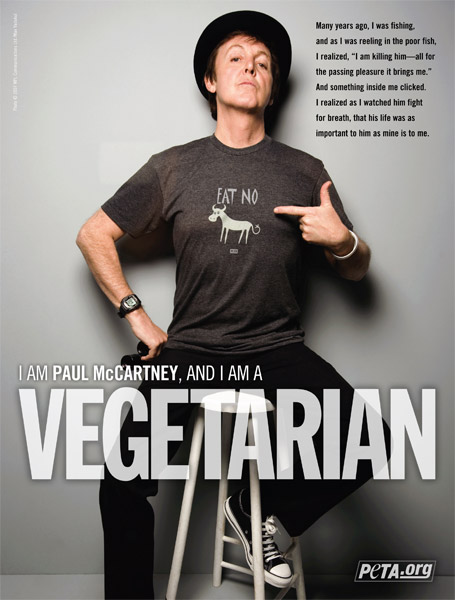 Many years ago, I was fishing,
and as I was reeling in the poor fish,
I realized, “I am killing him—all for
the passing pleasure it brings me.”
And something inside me clicked.
I realized as I watched him fight
for breath, that his life was as
important to him as mine is to me.
EAT NO
I AM PAUL McCARTNEY, AND I AM A
VEGETARIAN
PETA.org